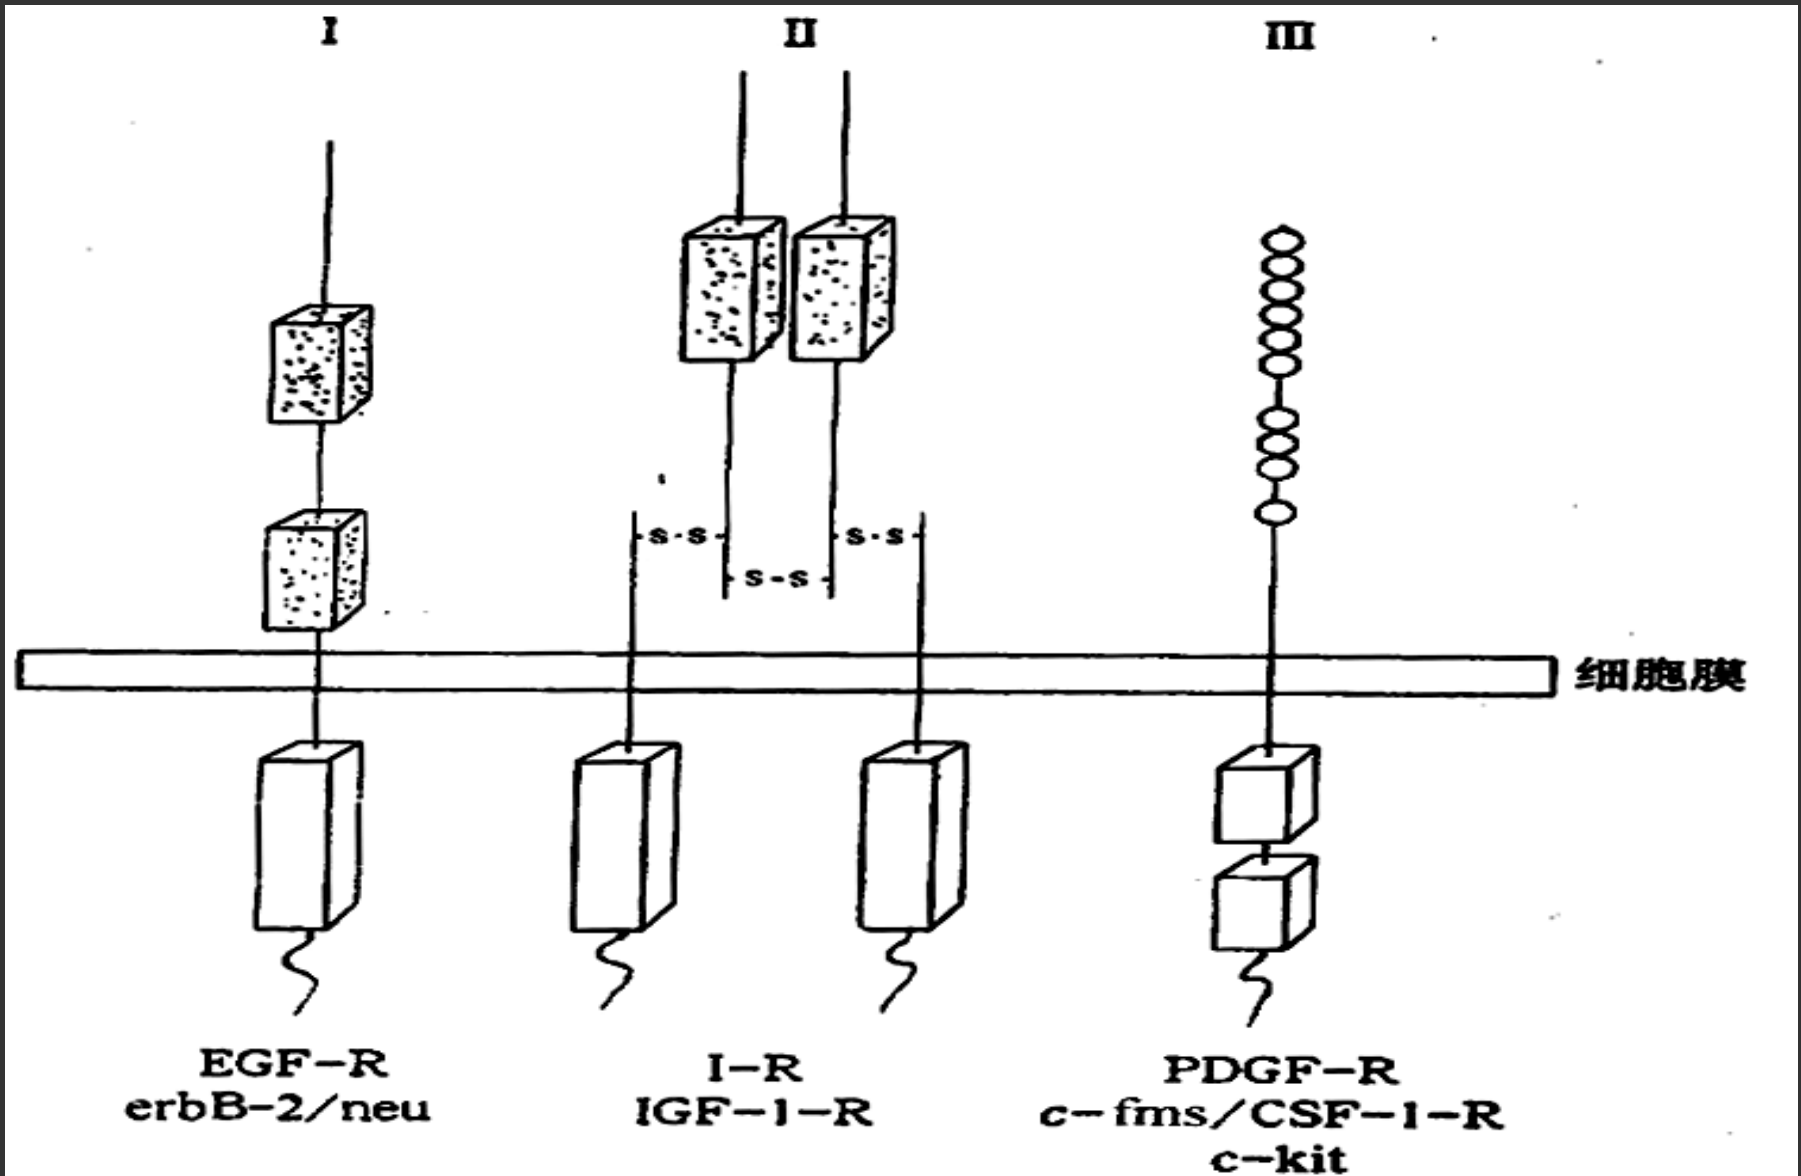 I
II
III
s-s
s-s
s-s
细胞膜
EGF-R
erbB-2/neu
I-R
IGF-1-R
PDGF-R
c-fms/CSF-1-R
c-kit